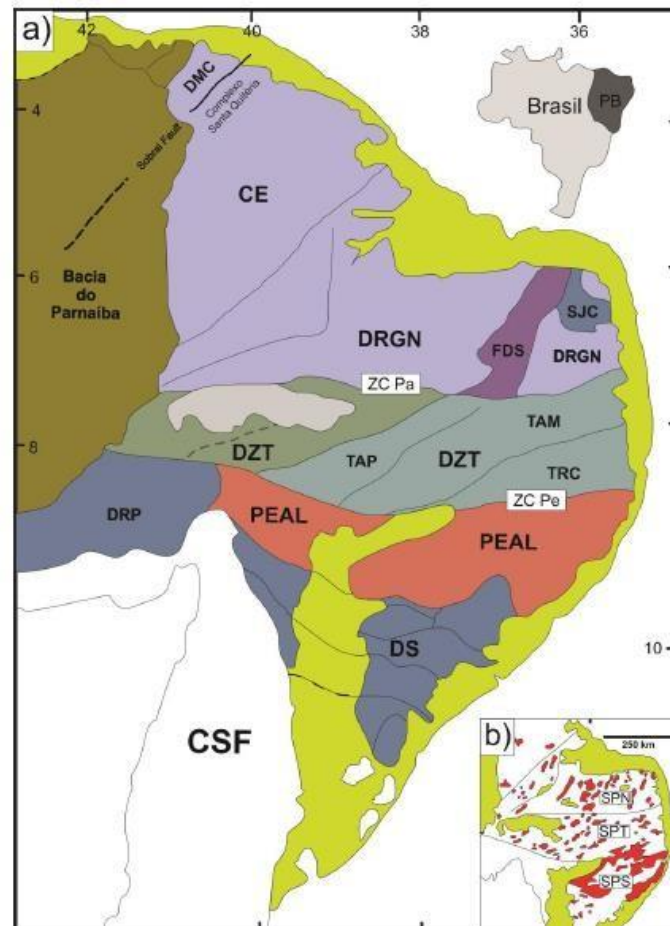 a)
42
40
38
36
4
6
8
10
DMC
Complexo
Santa Quitéria
Sobral Fault
CE
Brasil
PB
Bacia
do
Parnaíba
DRGN
FDS
SJC
DRGN
ZC Pa
DZT
TAP
DZT
TAM
TRC
ZC Pe
DRP
PEAL
PEAL
DS
CSF
b)
250 km
SPN
SPT
SPS